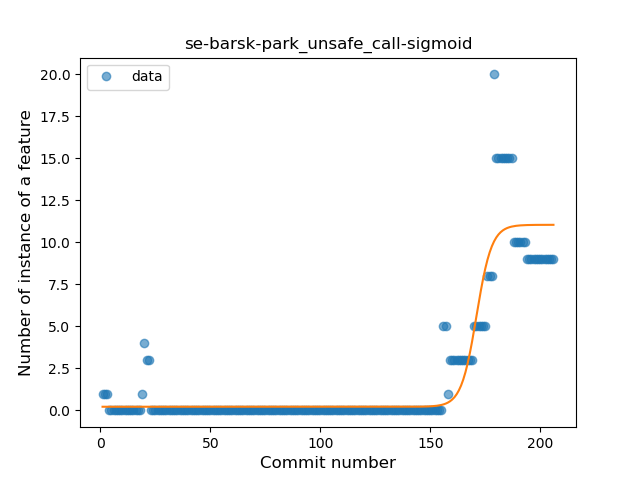 se-barsk-park_unsafe_call-sigmoid
data
Number of instance of a feature
20.0
17.5
15.0
12.5
10.0
7.5
5.0
2.5
0.0
0 50 100 150 200
Commit number